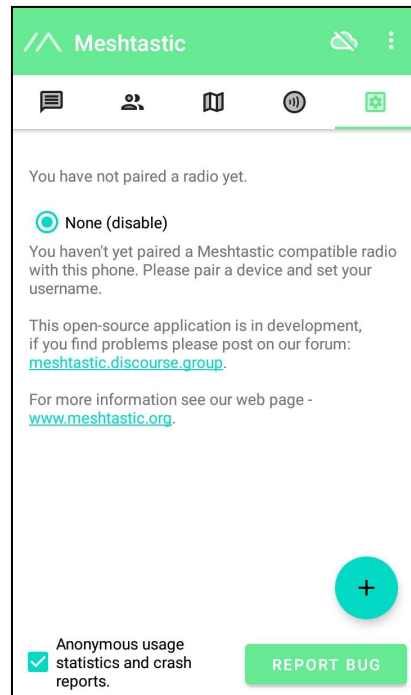 Meshtastic
You have not paired a radio yet.
None (disable)
You haven't yet paired a Meshtastic compatible radio
with this phone. Please pair a device and set your
username.
This open-source application is in development,
if you find problems please post on our forum:
meshtastic.discourse.group.
For more information see our web page -
www.meshtastic.org.
Anonymous usage
statistics and crash
reports.
REPORT BUG